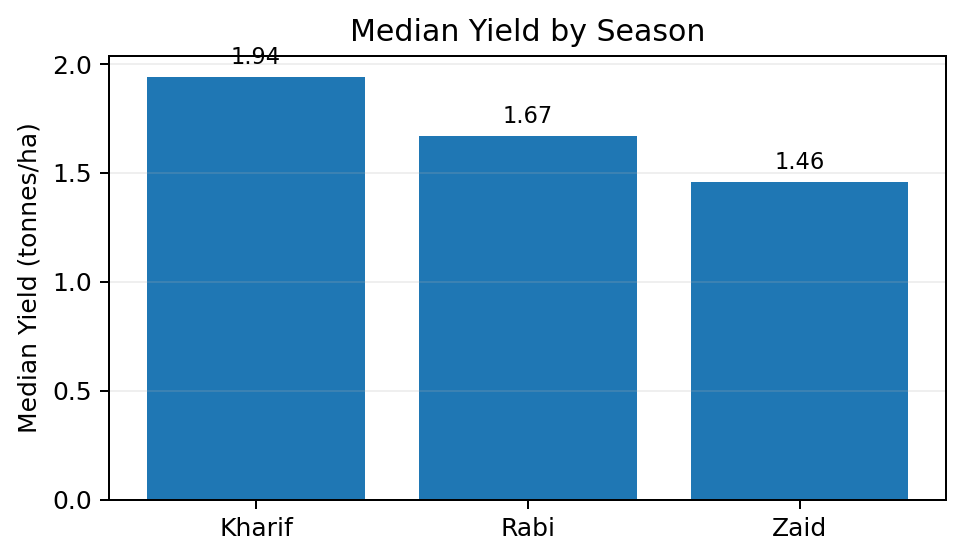 Median Yield by Season
Median Yield (tonnes/ha)
2.0
1.5
1.0
0.5
0.0
1.94
1.67
1.46
Kharif
Rabi
Zaid